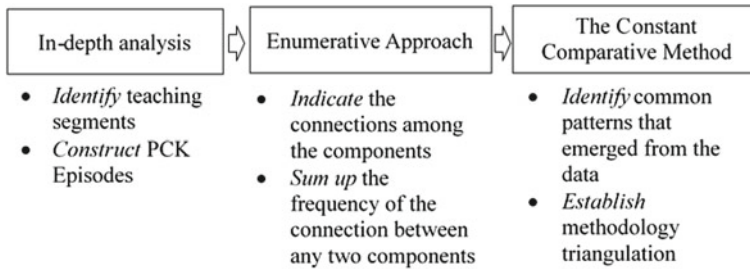 In-depth analysis
• Identify teaching
segments
• Construct PCK
Episodes
Enumerative Approach
• Indicate the
connections among
the components
• Sum up the
frequency of the
connection between
any two components
The Constant
Comparative Method
• Identify common
patterns that
emerged from the
data
• Establish
methodology
triangulation